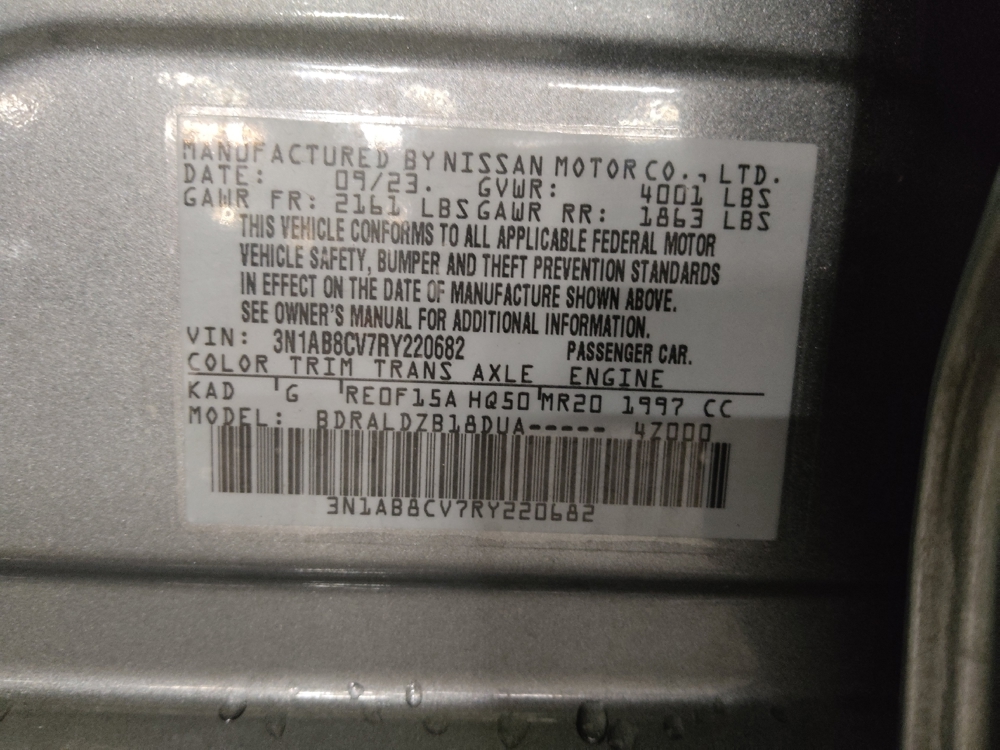 MANUFACTURED BY NISSAN MOTOR CO., LTD.
DATE: 09/23. GVWR: 4001 LBS
GAWR FR: 2161 LBS GAWR RR: 1863 LBS
THIS VEHICLE CONFORMS TO ALL APPLICABLE FEDERAL MOTOR
VEHICLE SAFETY, BUMPER AND THEFT PREVENTION STANDARDS
IN EFFECT ON THE DATE OF MANUFACTURE SHOWN ABOVE.
SEE OWNER'S MANUAL FOR ADDITIONAL INFORMATION.
VIN: 3N1AB8CV7RY220682 PASSENGER CAR.
COLOR TRIM TRANS AXLE ENGINE
KAD G RE0F15A HQ50 MR20 1997 CC
MODEL: BDRALDZB18DUA----- 4Z000
3N1AB8CV7RY220682